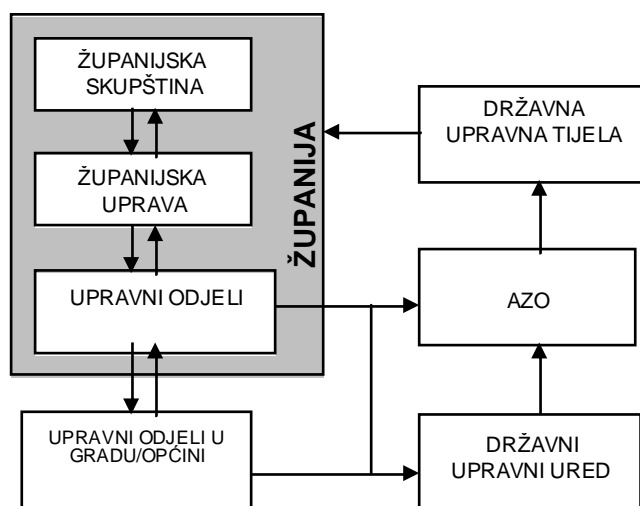 ŽUPANIJSKA
SKUPŠTINA
ŽUPANIJSKA
UPRAVA
UPRAVNI ODJELI
ŽUPANIJA
UPRAVNI ODJELI U
GRADU/OPĆINI
DRŽAVNA
UPRAVNA TIJELA
AZO
DRŽAVNI
UPRAVNI URED